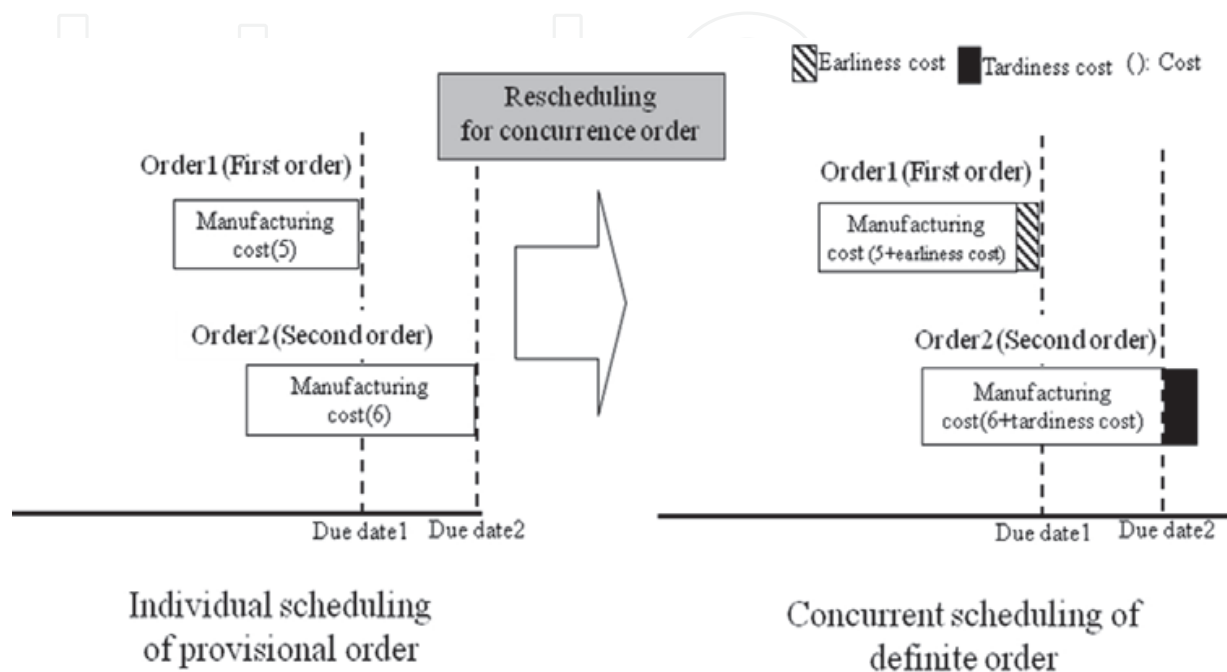 Earliness cost Tardiness cost (): Cost
Rescheduling
for concurrence order
Order1 (First order)
Manufacturing
cost(5)
Order2 (Second order)
Manufacturing
cost(6)
Due date1 Due date2
Individual scheduling
of provisional order
Order1 (First order)
Manufacturing
cost (5+earliness cost)
Order2 (Second order)
Manufacturing
cost(6+tardiness cost)
Due date1 Due date2
Concurrent scheduling of
definite order